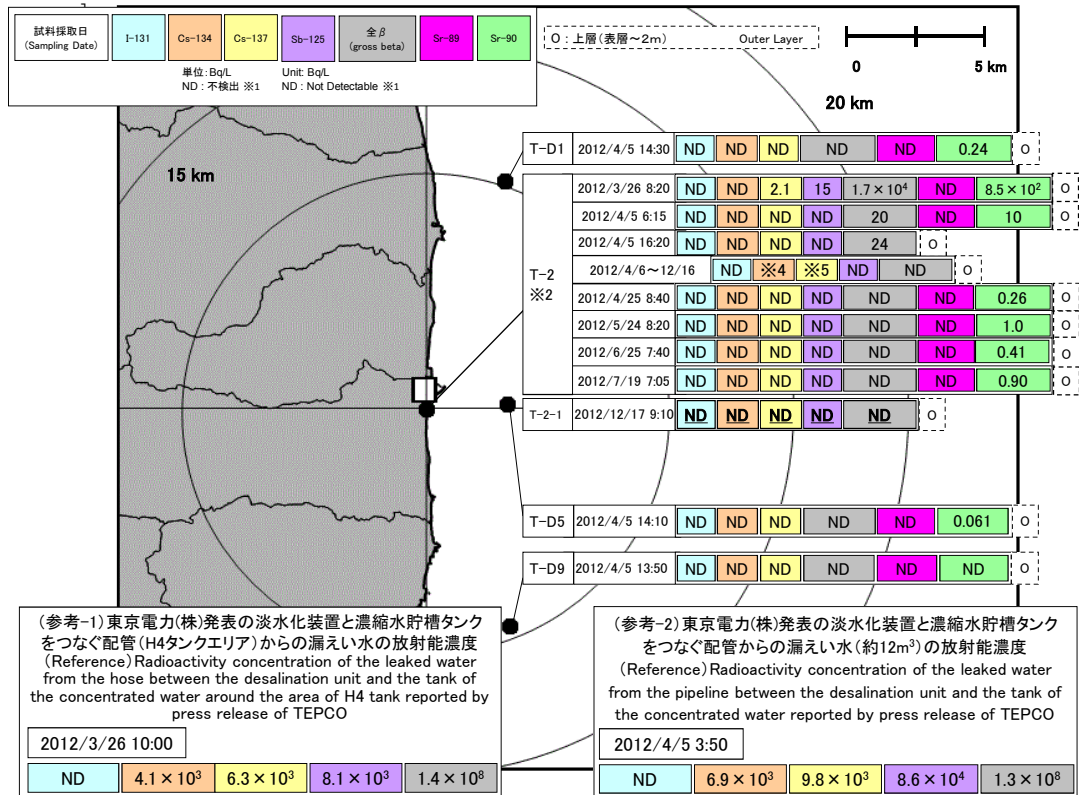 試料採取日
(Sampling Date)
I-131
Cs-134
Cs-137
Sb-125
全β
(gross beta)
Sr-89
Sr-90
単位:Bq/L
Unit: Bq/L
ND : 不検出 ※1
ND : Not Detectable ※1
O : 上層(表層~2m)
Outer Layer
0
5 km
20 km
15 km
T-D1 2012/4/5 14:30 ND ND ND ND ND 0.24 O
T-2
※2
2012/3/26 8:20 ND ND 2.1 15 1.7×10⁴ ND 8.5×10² O
2012/4/5 6:15 ND ND ND ND 20 ND 10 O
2012/4/5 16:20 ND ND ND ND 24 O
2012/4/6~12/16 ND ※4 ※5 ND ND O
2012/4/25 8:40 ND ND ND ND ND ND 0.26 O
2012/5/24 8:20 ND ND ND ND ND ND 1.0 O
2012/6/25 7:40 ND ND ND ND ND ND 0.41 O
2012/7/19 7:05 ND ND ND ND ND ND 0.90 O
T-2-1 2012/12/17 9:10 ND ND ND ND ND O
T-D5 2012/4/5 14:10 ND ND ND ND ND 0.061 O
T-D9 2012/4/5 13:50 ND ND ND ND ND ND O
(参考-1)東京電力(株)発表の淡水化装置と濃縮水貯槽タンク
をつなぐ配管(H4タンクエリア)からの漏えい水の放射能濃度
(Reference)Radioactivity concentration of the leaked water
from the hose between the desalination unit and the tank of
the concentrated water around the area of H4 tank reported by
press release of TEPCO
2012/3/26 10:00
ND 4.1×10³ 6.3×10³ 8.1×10³ 1.4×10⁸
(参考-2)東京電力(株)発表の淡水化装置と濃縮水貯槽タンク
をつなぐ配管からの漏えい水(約12m³)の放射能濃度
(Reference)Radioactivity concentration of the leaked water
from the pipeline between the desalination unit and the tank of
the concentrated water reported by press release of TEPCO
2012/4/5 3:50
ND 6.9×10³ 9.8×10³ 8.6×10⁴ 1.3×10⁸